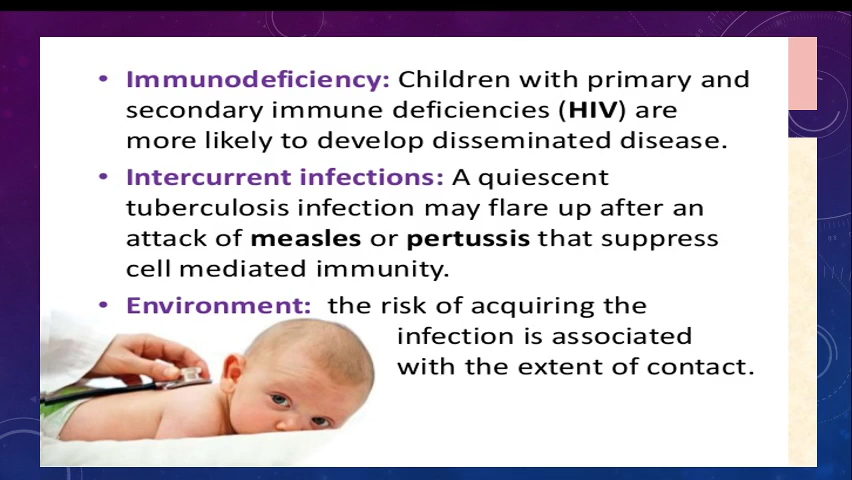 • Immunodeficiency: Children with primary and
secondary immune deficiencies (HIV) are
more likely to develop disseminated disease.
• Intercurrent infections: A quiescent
tuberculosis infection may flare up after an
attack of measles or pertussis that suppress
cell mediated immunity.
• Environment: the risk of acquiring the
infection is associated
with the extent of contact.